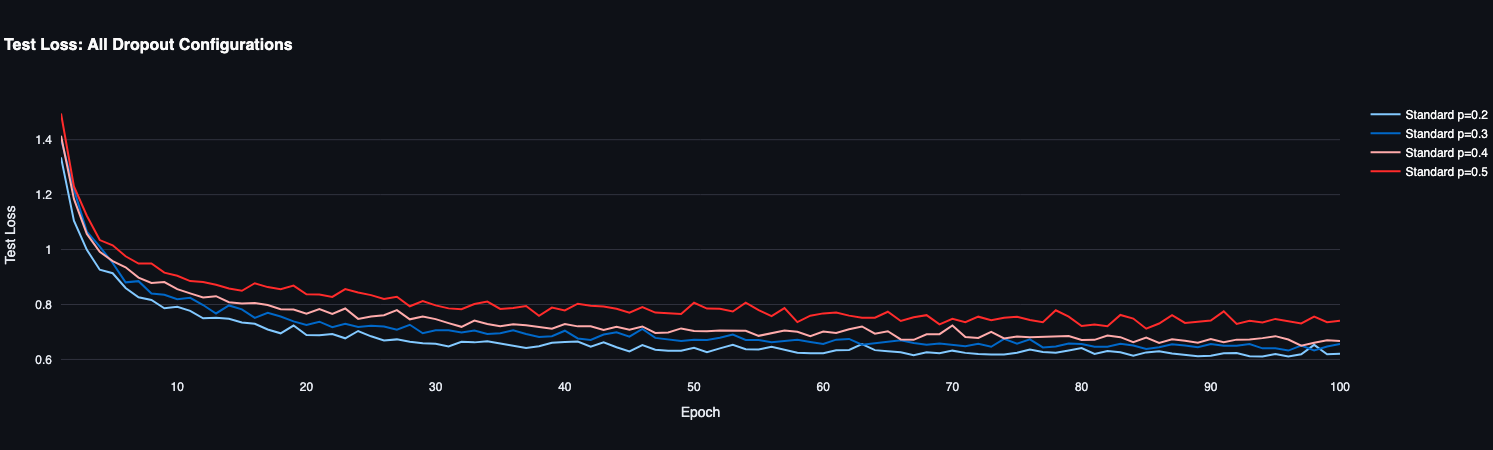 Test Loss: All Dropout Configurations
Standard p=0.2
Standard p=0.3
Standard p=0.4
Standard p=0.5
1.4
1.2
1
0.8
0.6
Test Loss
10 20 30 40 50 60 70 80 90 100
Epoch